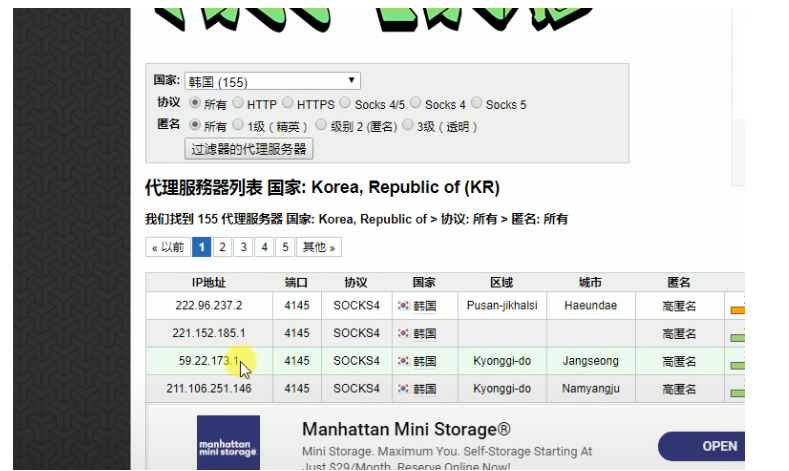 国家: 韩国 (155)
协议 所有 HTTP HTTPS Socks 4/5 Socks 4 Socks 5
匿名 所有 1级 ( 精英 ) 级别 2 (匿名) 3级 ( 透明 )
过滤器的代理服务器
代理服務器列表 国家: Korea, Republic of (KR)
我们找到 155 代理服务器 国家: Korea, Republic of > 协议: 所有 > 匿名: 所有
« 以前 1 2 3 4 5 其他 »
IP地址 端口 协议 国家 区域 城市 匿名
222.96.237.2 4145 SOCKS4 韩国 Pusan-jikhalsi Haeundae 高匿名
221.152.185.1 4145 SOCKS4 韩国 高匿名
59.22.173.1 4145 SOCKS4 韩国 Kyonggi-do Jangseong 高匿名
211.106.251.146 4145 SOCKS4 韩国 Kyonggi-do Namyangju 高匿名
manhattan
mini storage
Manhattan Mini Storage®
Mini Storage. Maximum You. Self-Storage Starting At
Just $29/Month. Reserve Online Now!
OPEN